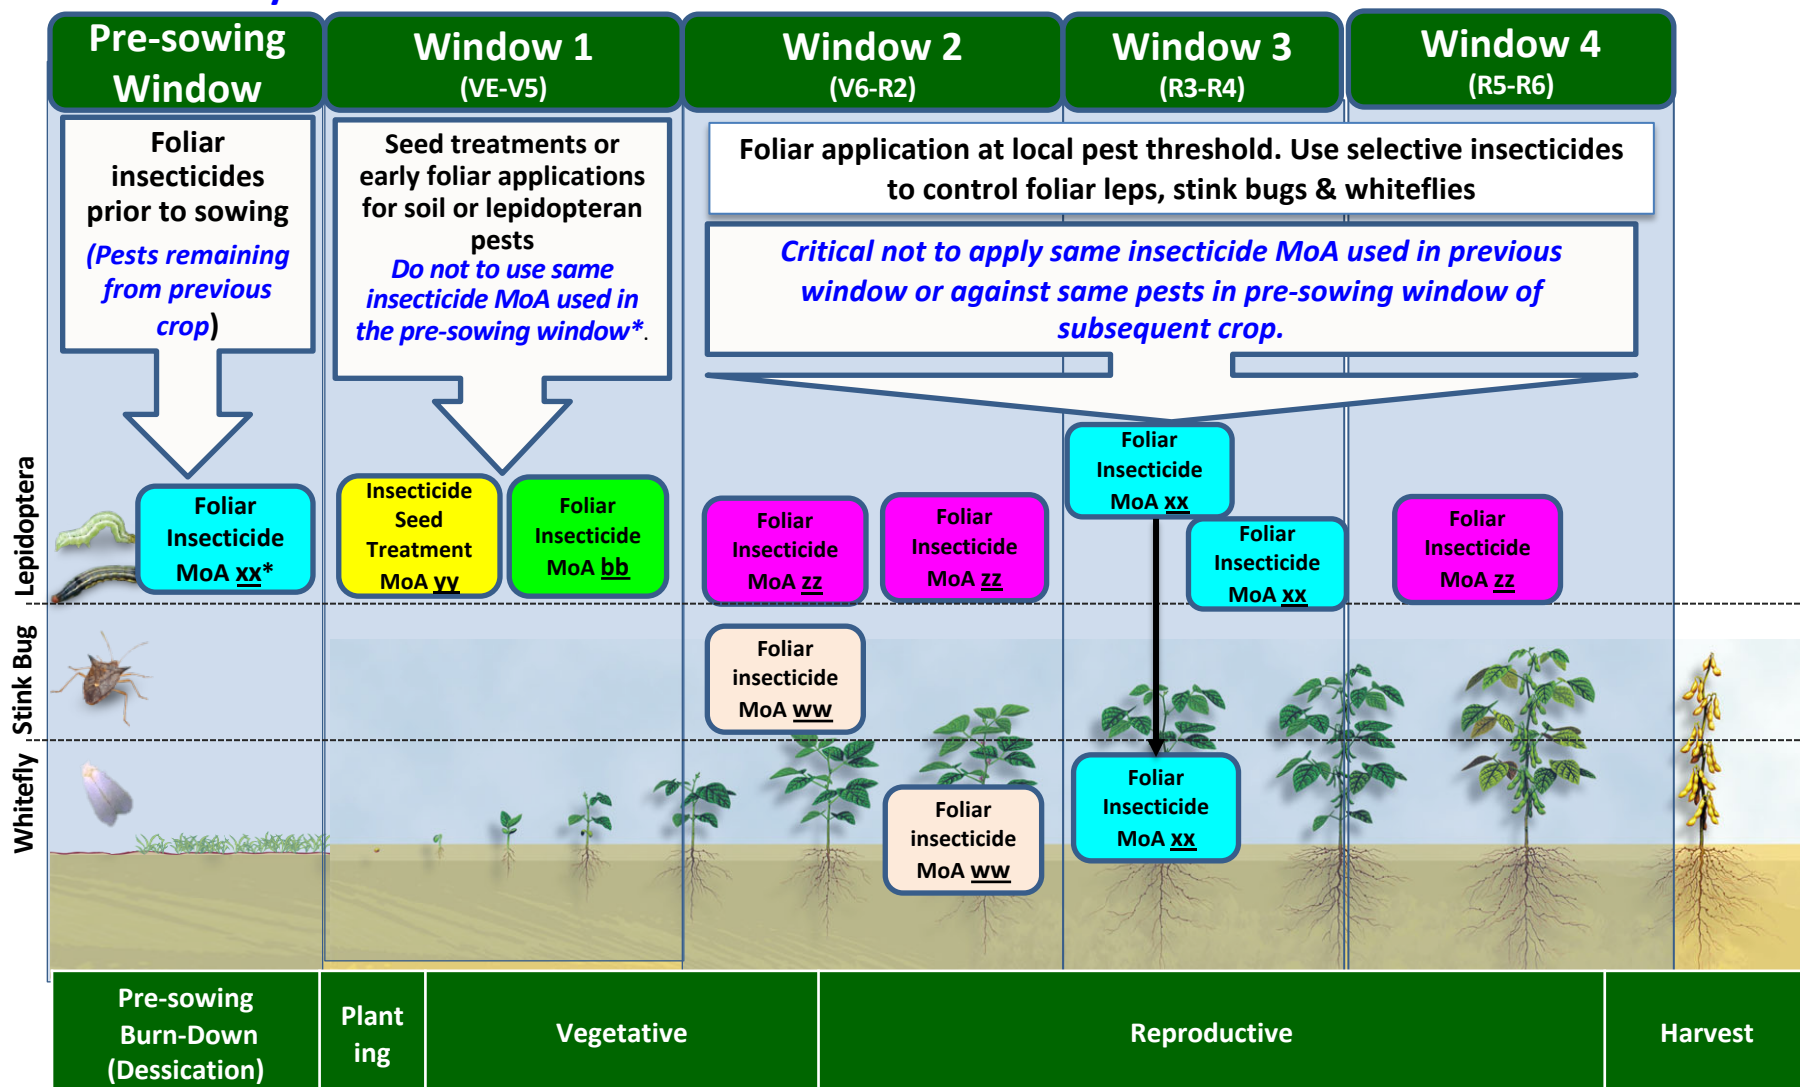 Pre-sowing
Window
Window 1
(VE-V5)
Window 2
(V6-R2)
Window 3
(R3-R4)
Window 4
(R5-R6)
Foliar
insecticides
prior to sowing
(Pests remaining
from previous
crop)
Seed treatments or
early foliar applications
for soil or lepidopteran
pests
Do not to use same
insecticide MoA used in
the pre-sowing window*.
Foliar application at local pest threshold. Use selective insecticides
to control foliar leps, stink bugs & whiteflies
Critical not to apply same insecticide MoA used in previous
window or against same pests in pre-sowing window of
subsequent crop.
Lepidoptera
Foliar
Insecticide
MoA xx*
Insecticide
Seed
Treatment
MoA yy
Foliar
Insecticide
MoA bb
Foliar
Insecticide
MoA zz
Foliar
Insecticide
MoA zz
Foliar
Insecticide
MoA xx
Foliar
Insecticide
MoA xx
Foliar
Insecticide
MoA zz
Stink Bug
Foliar
insecticide
MoA ww
Whitefly
Foliar
insecticide
MoA ww
Foliar
Insecticide
MoA xx
Pre-sowing
Burn-Down
(Dessication)
Plant
ing
Vegetative
Reproductive
Harvest